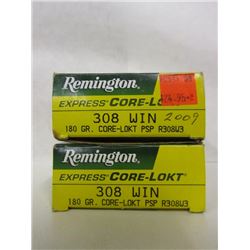 Remington®
EXPRESS® CORE-LOKT®
308 WIN
2009
180 GR. CORE-LOKT PSP R308W3
Remington®
EXPRESS® CORE-LOKT®
308 WIN
180 GR. CORE-LOKT PSP R308W3